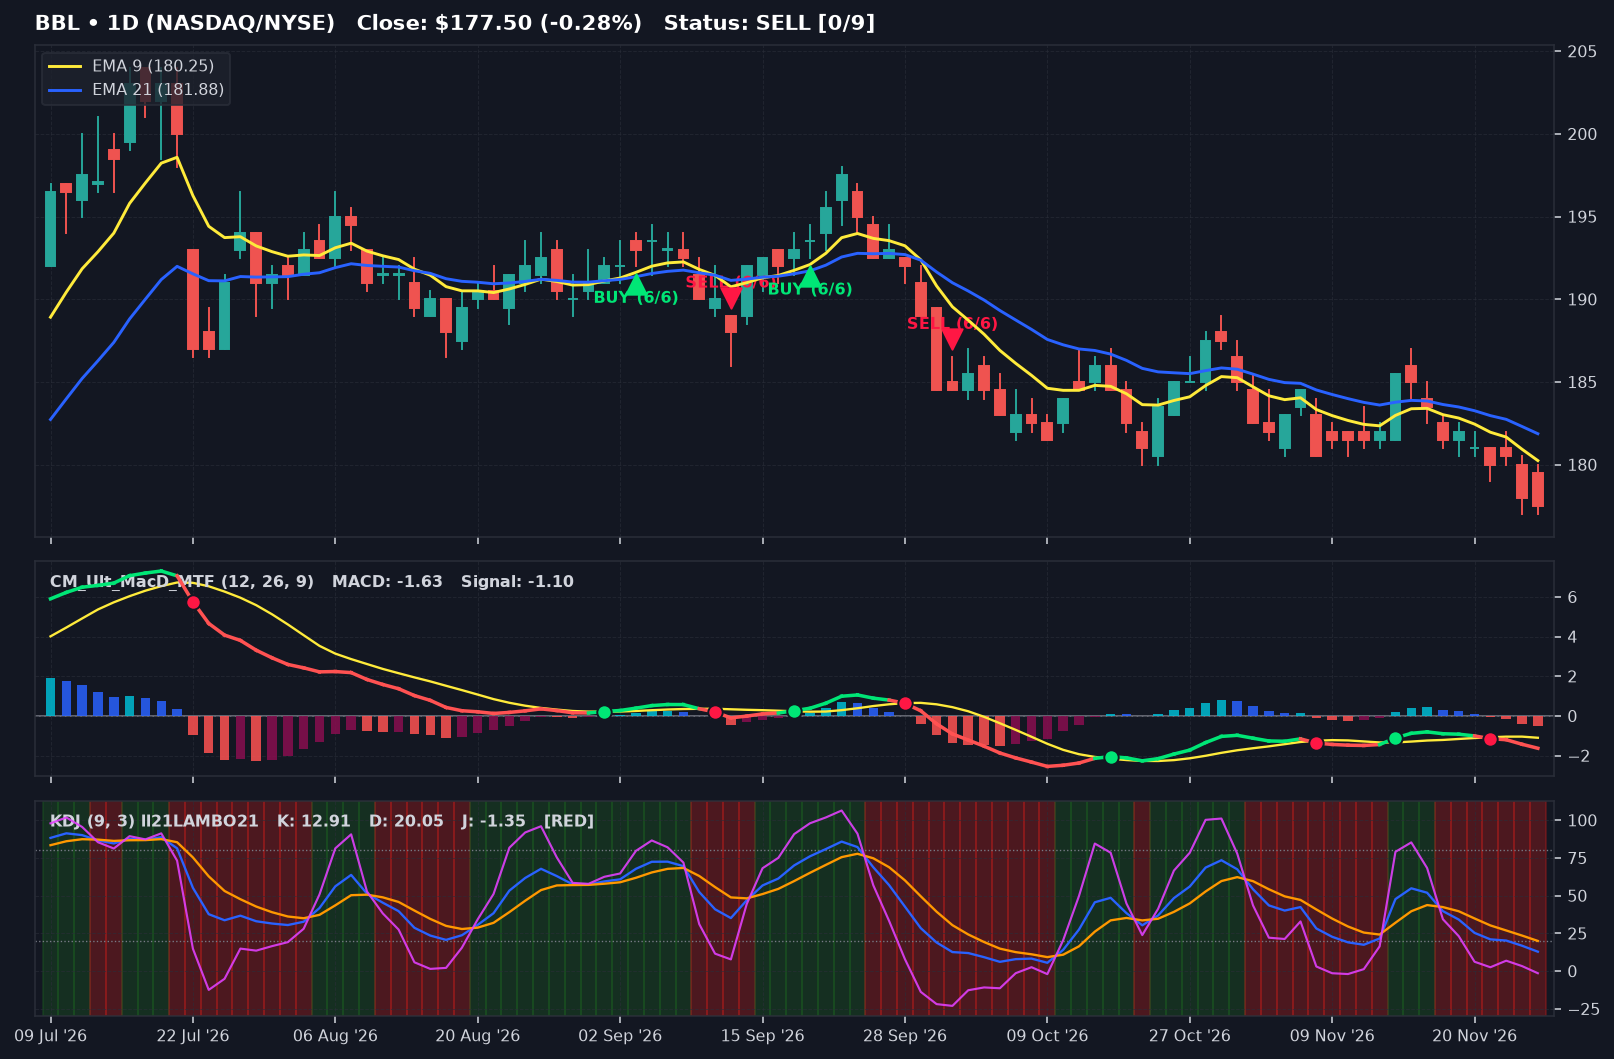 BBL • 1D (NASDAQ/NYSE)   Close: $177.50 (-0.28%)   Status: SELL [0/9]
EMA 9 (180.25)
EMA 21 (181.88)
205
200
195
190
185
180
BUY (6/6)
SELL (6/6)
BUY (6/6)
SELL (6/6)
CM_Ult_MacD_MTF (12, 26, 9)   MACD: -1.63   Signal: -1.10
6
4
2
0
−2
KDJ (9, 3) II21LAMBO21   K: 12.91   D: 20.05   J: -1.35   [RED]
100
75
50
25
0
−25
09 Jul '26
22 Jul '26
06 Aug '26
20 Aug '26
02 Sep '26
15 Sep '26
28 Sep '26
09 Oct '26
27 Oct '26
09 Nov '26
20 Nov '26